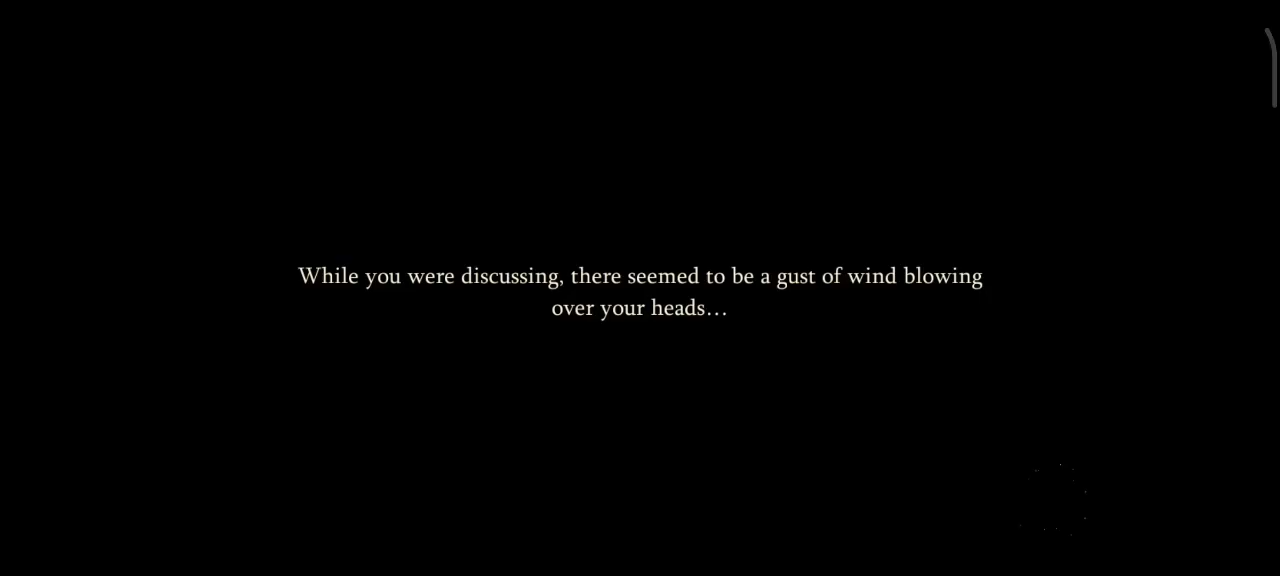 While you were discussing, there seemed to be a gust of wind blowing
over your heads…